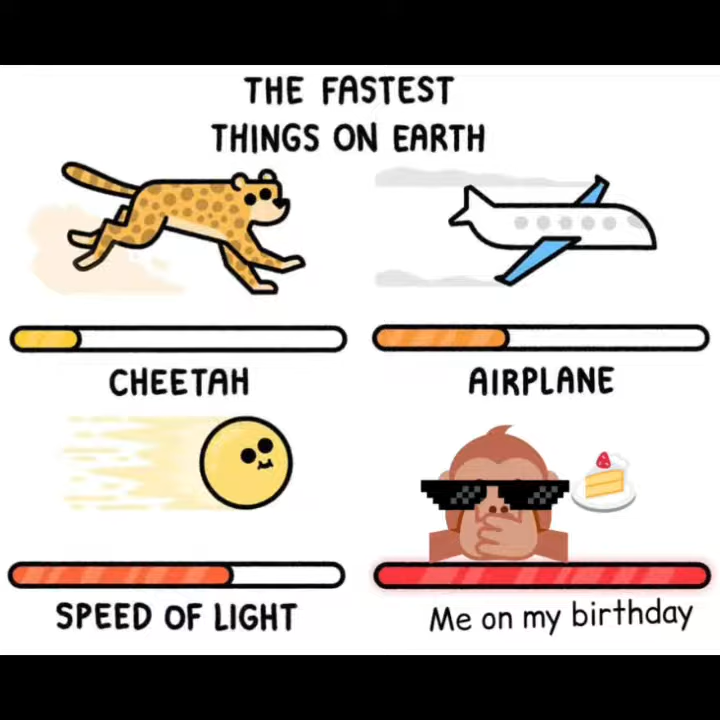 THE FASTEST
THINGS ON EARTH
CHEETAH
AIRPLANE
SPEED OF LIGHT
Me on my birthday